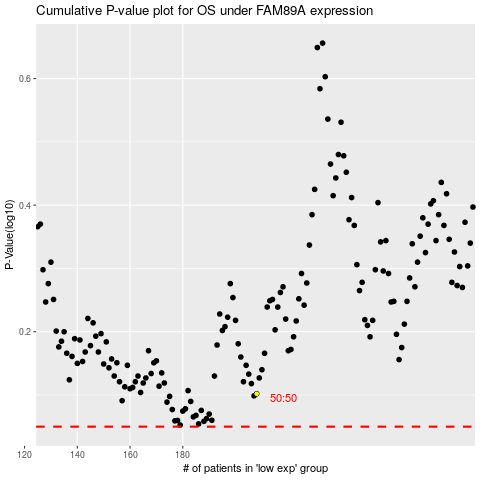 Cumulative P-value plot for OS under FAM89A expression
P-Value(log10)
0.6
0.4
0.2
50:50
120
140
160
180
# of patients in 'low exp' group